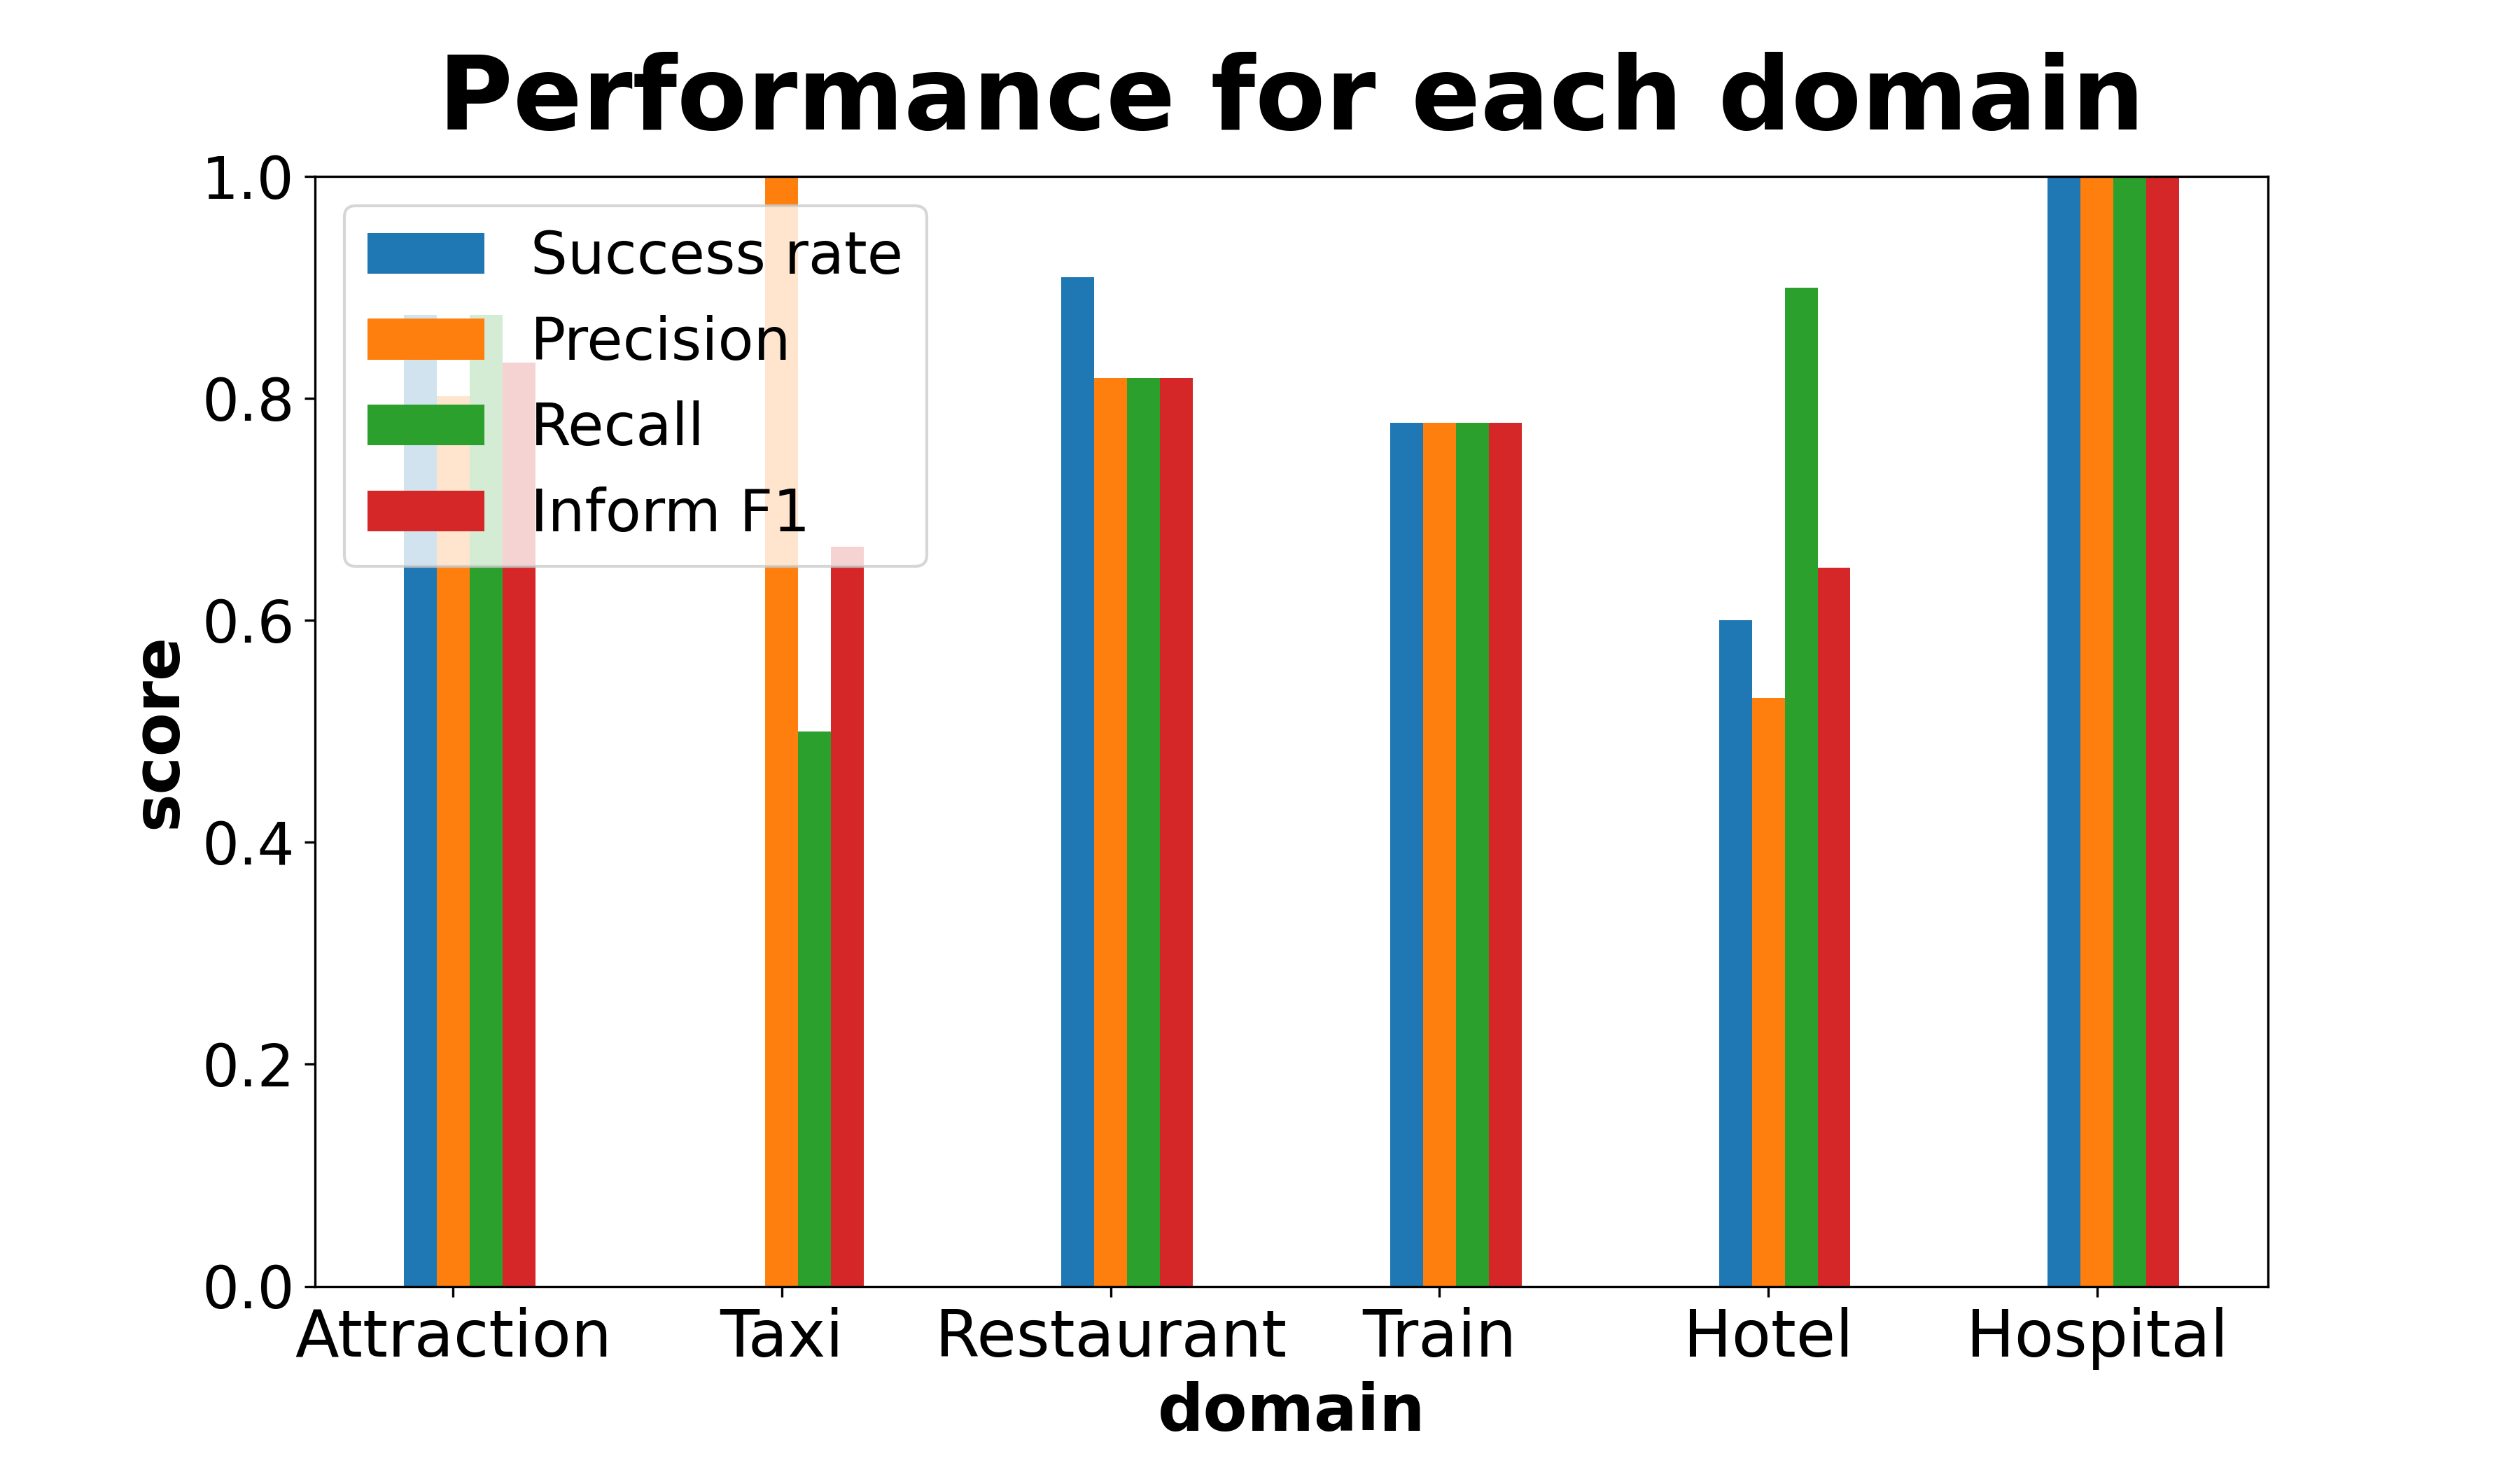 Performance for each domain
1.0
0.8
0.6
0.4
0.2
0.0
score
Success rate
Precision
Recall
Inform F1
Attraction Taxi Restaurant Train Hotel Hospital
domain